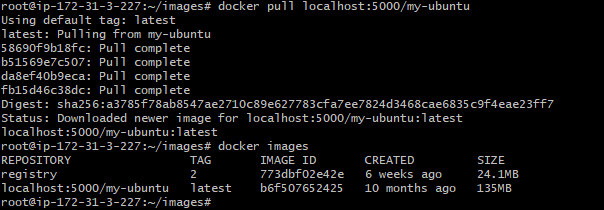 root@ip-172-31-3-227:~/images# docker pull localhost:5000/my-ubuntu
Using default tag: latest
latest: Pulling from my-ubuntu
58690f9b18fc: Pull complete
b51569e7c507: Pull complete
da8ef40b9eca: Pull complete
fb15d46c38dc: Pull complete
Digest: sha256:a3785f78ab8547ae2710c89e627783cfa7ee7824d3468cae6835c9f4eae23ff7
Status: Downloaded newer image for localhost:5000/my-ubuntu:latest
localhost:5000/my-ubuntu:latest
root@ip-172-31-3-227:~/images# docker images
REPOSITORY TAG IMAGE ID CREATED SIZE
registry 2 773dbf02e42e 6 weeks ago 24.1MB
localhost:5000/my-ubuntu latest b6f507652425 10 months ago 135MB
root@ip-172-31-3-227:~/images#